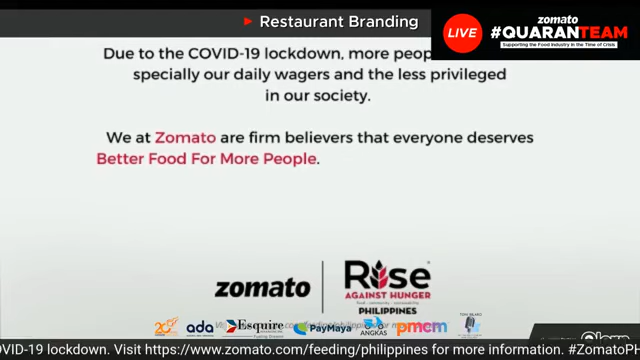 Restaurant Branding
LIVE
zomato
#QUARANTEAM
Supporting the Food Industry in the Time of Crisis
Due to the COVID-19 lockdown, more peop
specially our daily wagers and the less privileged
in our society.
We at Zomato are firm believers that everyone deserves
Better Food For More People.
zomato
Rise
AGAINST HUNGER
PHILIPPINES
20
ada
Esquire
PayMaya
ANGKAS
pmcm
OVID-19 lockdown. Visit https://www.zomato.com/feeding/philippines for more information. #ZomatoF